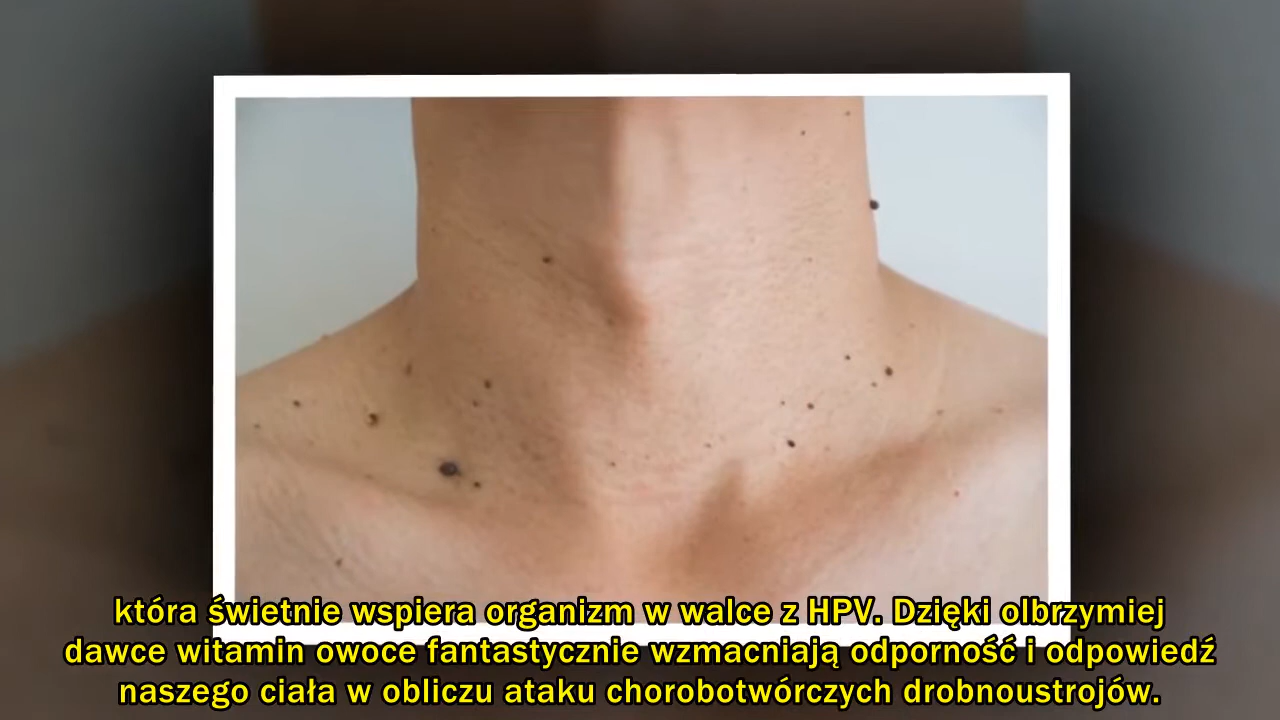 która świetnie wspiera organizm w walce z HPV. Dzięki olbrzymiej
dawce witamin owoce fantastycznie wzmacniają odporność i odpowiedź
naszego ciała w obliczu ataku chorobotwórczych drobnoustrojów.